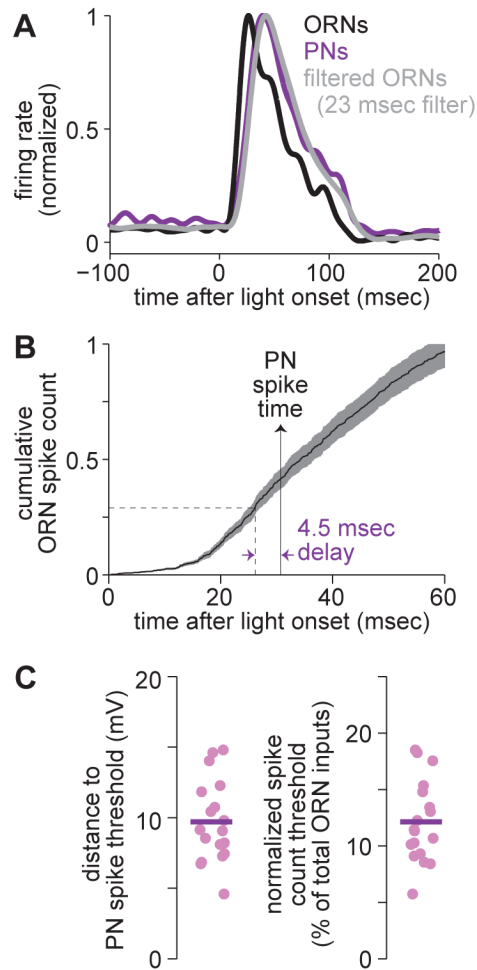 A
1
0.5
0
firing rate
(normalized)
ORNs
PNs
filtered ORNs
(23 msec filter)
−100
0
100
200
time after light onset (msec)
B
1
0.5
0
cumulative
ORN spike count
PN
spike
time
4.5 msec
delay
0
20
40
60
time after light onset (msec)
C
20
10
0
distance to
PN spike threshold (mV)
20
10
0
normalized spike
count threshold
(% of total ORN inputs)